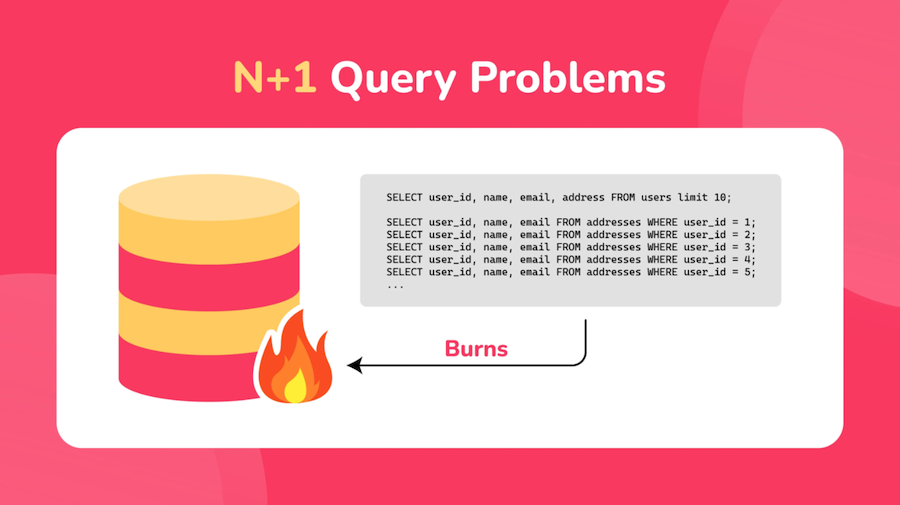 N+1 Query Problems
SELECT user_id, name, email, address FROM users limit 10;
SELECT user_id, name, email FROM addresses WHERE user_id = 1;
SELECT user_id, name, email FROM addresses WHERE user_id = 2;
SELECT user_id, name, email FROM addresses WHERE user_id = 3;
SELECT user_id, name, email FROM addresses WHERE user_id = 4;
SELECT user_id, name, email FROM addresses WHERE user_id = 5;
...
Burns